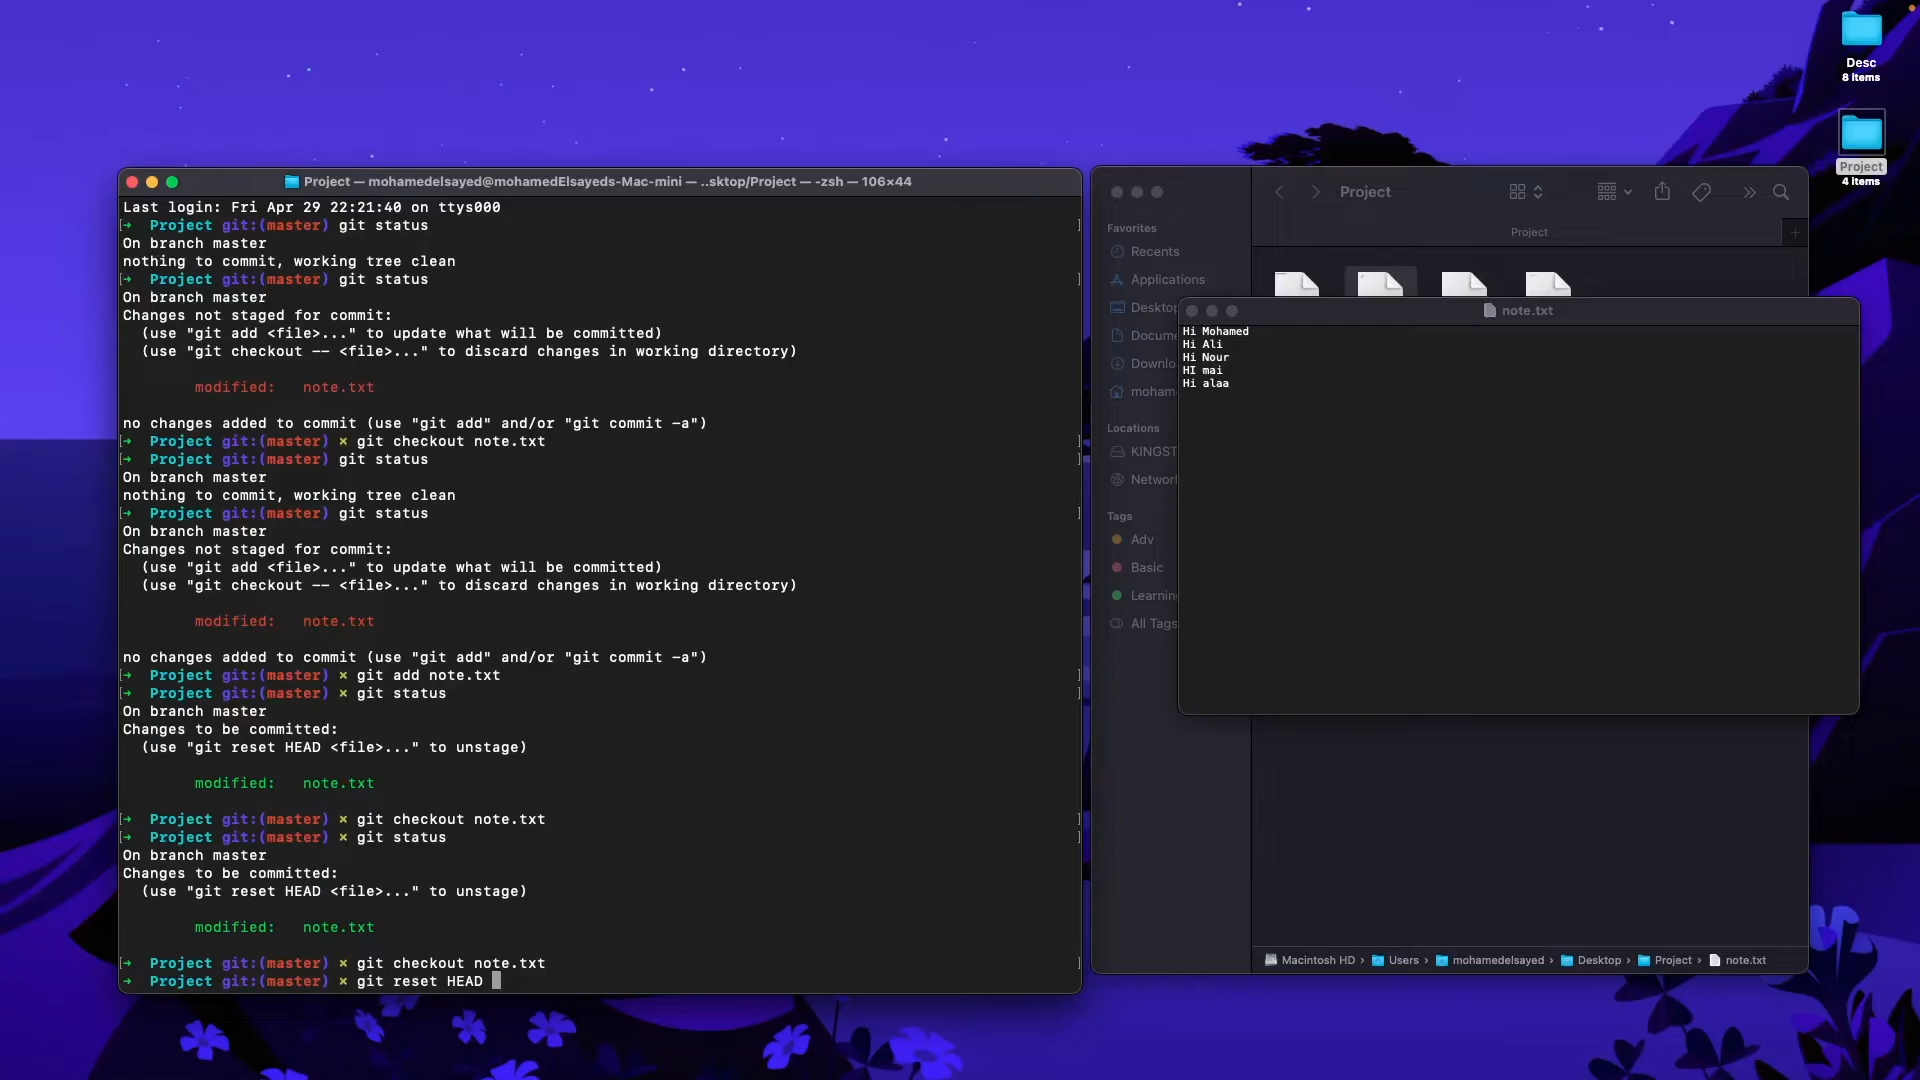 Desc
8 items
Project
4 items
Project — mohamedelsayed@mohamedElsayeds-Mac-mini — ..sktop/Project — -zsh — 106×44
Last login: Fri Apr 29 22:21:40 on ttys000
[→ Project git:(master) git status ]
On branch master
nothing to commit, working tree clean
[→ Project git:(master) git status ]
On branch master
Changes not staged for commit:
(use "git add <file>..." to update what will be committed)
(use "git checkout -- <file>..." to discard changes in working directory)
modified: note.txt
no changes added to commit (use "git add" and/or "git commit -a")
[→ Project git:(master) × git checkout note.txt ]
[→ Project git:(master) git status ]
On branch master
nothing to commit, working tree clean
[→ Project git:(master) git status ]
On branch master
Changes not staged for commit:
(use "git add <file>..." to update what will be committed)
(use "git checkout -- <file>..." to discard changes in working directory)
modified: note.txt
no changes added to commit (use "git add" and/or "git commit -a")
[→ Project git:(master) × git add note.txt ]
[→ Project git:(master) × git status ]
On branch master
Changes to be committed:
(use "git reset HEAD <file>..." to unstage)
modified: note.txt
[→ Project git:(master) × git checkout note.txt ]
[→ Project git:(master) × git status ]
On branch master
Changes to be committed:
(use "git reset HEAD <file>..." to unstage)
modified: note.txt
[→ Project git:(master) × git checkout note.txt ]
→ Project git:(master) × git reset HEAD
Project
Project
Favorites
Recents
Applications
Desktop
Docume
Downlo
moham
Locations
KINGST
Networ
Tags
Adv
Basic
Learnin
All Tags
note.txt
Hi Mohamed
Hi Ali
Hi Nour
HI mai
Hi alaa
Macintosh HD › Users › mohamedelsayed › Desktop › Project › note.txt